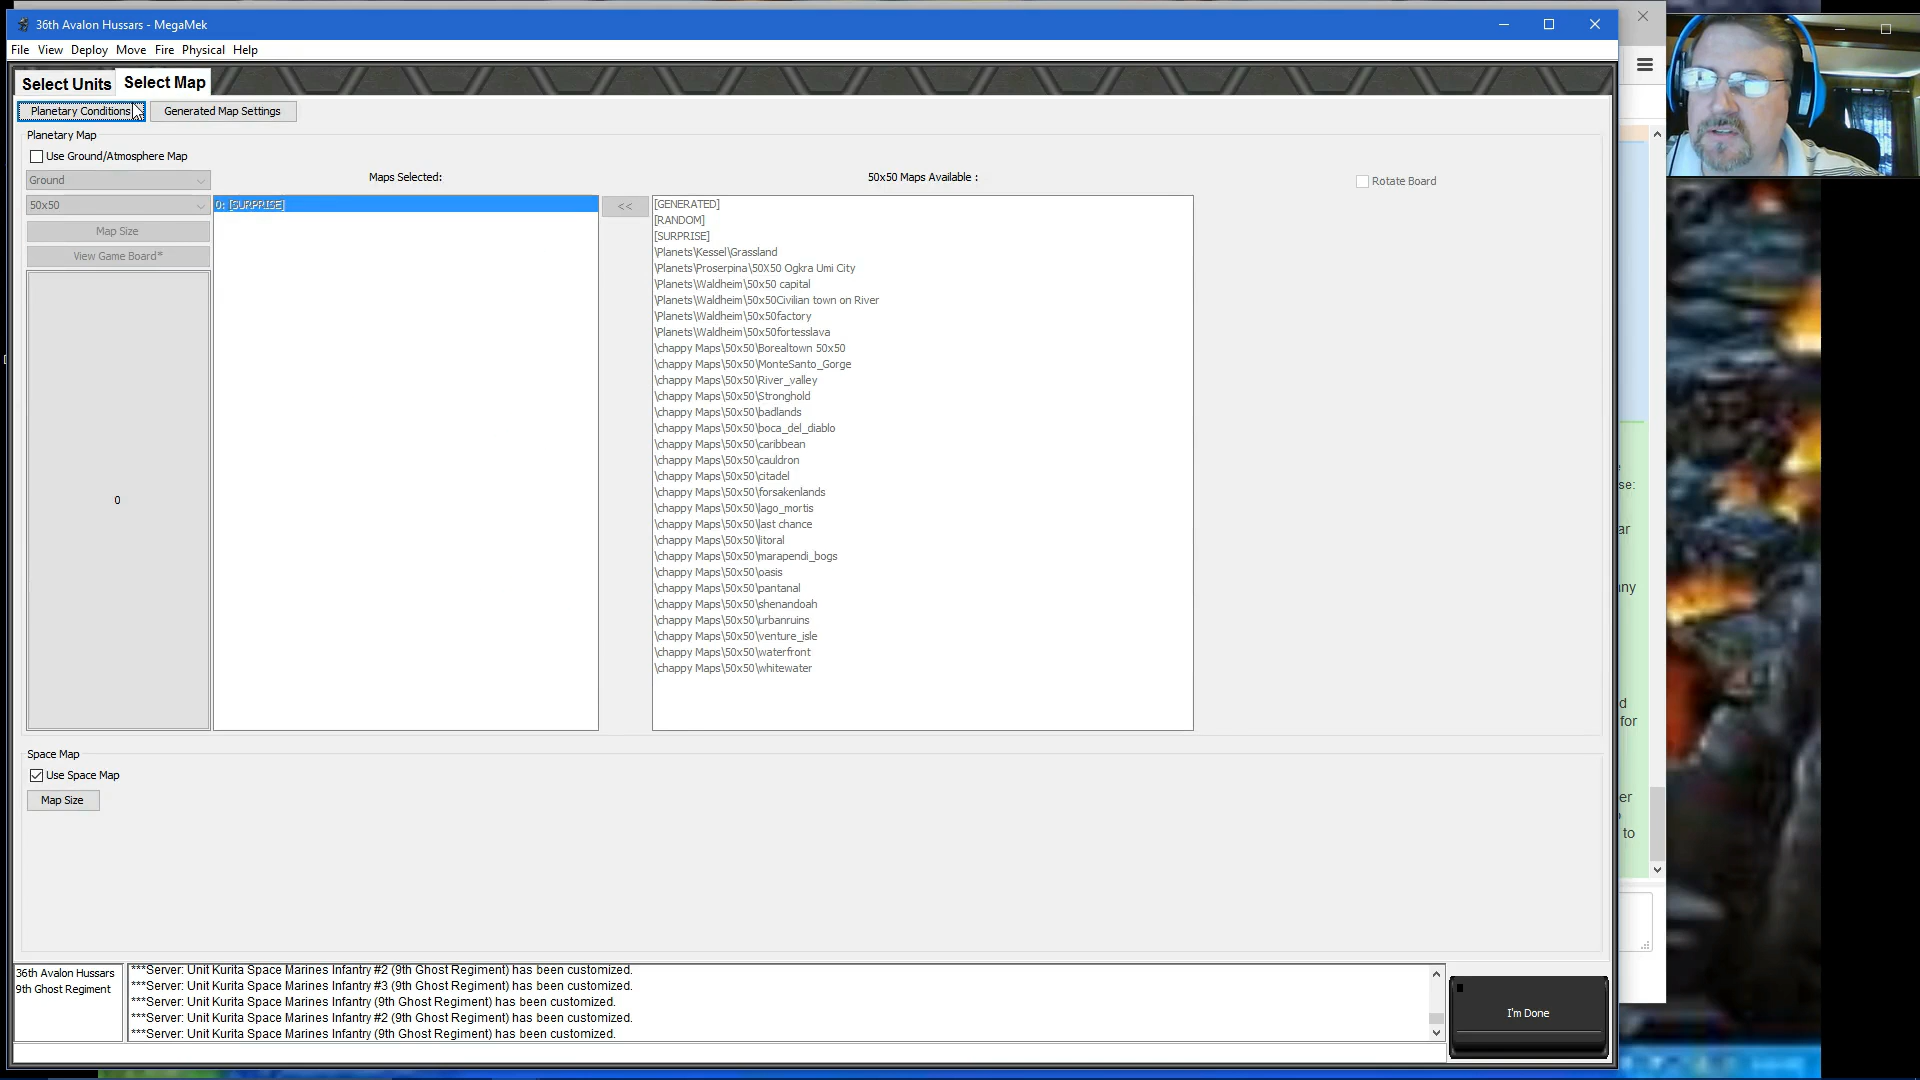 36th Avalon Hussars - MegaMek
File View Deploy Move Fire Physical Help
Select Units Select Map
Planetary Conditions Generated Map Settings
Planetary Map
Use Ground/Atmosphere Map
Ground
50x50
Map Size
View Game Board*
0
Maps Selected:
0: [SURPRISE]
<<
50x50 Maps Available :
[GENERATED]
[RANDOM]
[SURPRISE]
\Planets\Kessel\Grassland
\Planets\Proserpina\50X50 Ogkra Umi City
\Planets\Waldheim\50x50 capital
\Planets\Waldheim\50x50Civilian town on River
\Planets\Waldheim\50x50factory
\Planets\Waldheim\50x50fortesslava
\chappy Maps\50x50\Borealtown 50x50
\chappy Maps\50x50\MonteSanto_Gorge
\chappy Maps\50x50\River_valley
\chappy Maps\50x50\Stronghold
\chappy Maps\50x50\badlands
\chappy Maps\50x50\boca_del_diablo
\chappy Maps\50x50\caribbean
\chappy Maps\50x50\cauldron
\chappy Maps\50x50\citadel
\chappy Maps\50x50\forsakenlands
\chappy Maps\50x50\lago_mortis
\chappy Maps\50x50\last chance
\chappy Maps\50x50\litoral
\chappy Maps\50x50\marapendi_bogs
\chappy Maps\50x50\oasis
\chappy Maps\50x50\pantanal
\chappy Maps\50x50\shenandoah
\chappy Maps\50x50\urbanruins
\chappy Maps\50x50\venture_isle
\chappy Maps\50x50\waterfront
\chappy Maps\50x50\whitewater
Rotate Board
Space Map
Use Space Map
Map Size
36th Avalon Hussars
9th Ghost Regiment
***Server: Unit Kurita Space Marines Infantry #2 (9th Ghost Regiment) has been customized.
***Server: Unit Kurita Space Marines Infantry #3 (9th Ghost Regiment) has been customized.
***Server: Unit Kurita Space Marines Infantry (9th Ghost Regiment) has been customized.
***Server: Unit Kurita Space Marines Infantry #2 (9th Ghost Regiment) has been customized.
***Server: Unit Kurita Space Marines Infantry (9th Ghost Regiment) has been customized.
I'm Done
se:
ar
ny
d
for
er
to